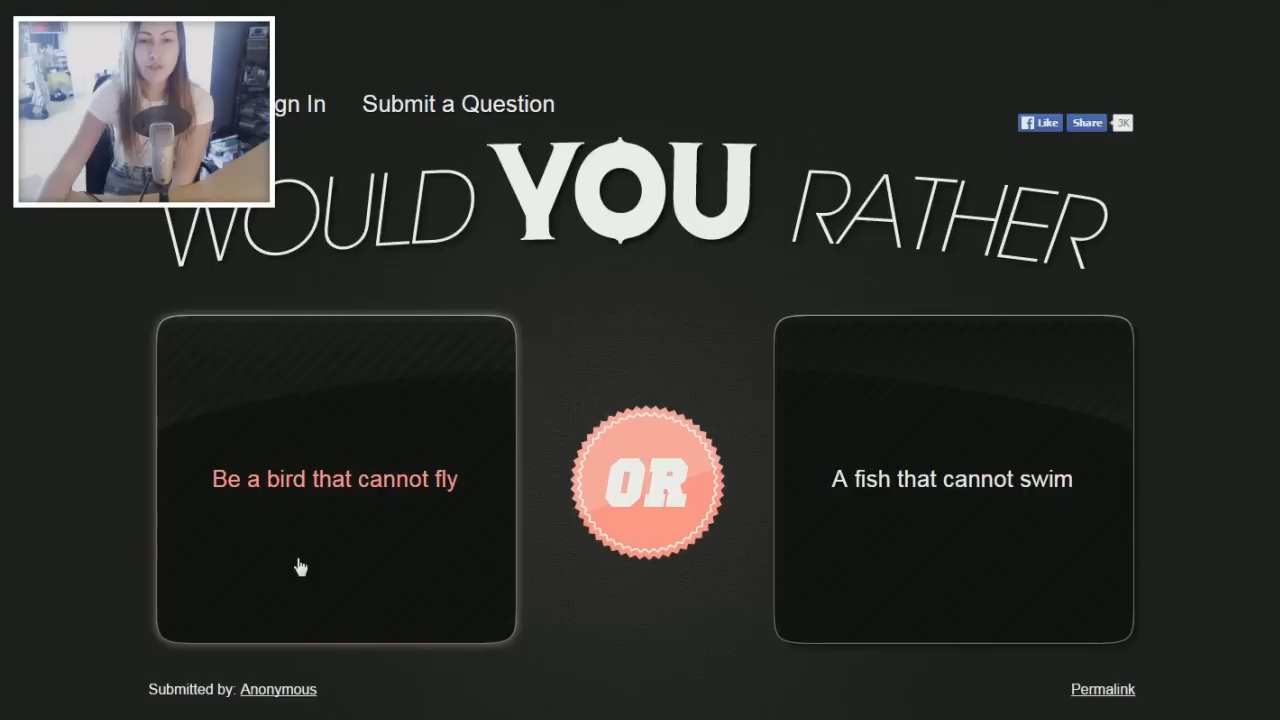 gn In
Submit a Question
Like
Share
3K
WOULD YOU RATHER
Be a bird that cannot fly
OR
A fish that cannot swim
Submitted by: Anonymous
Permalink